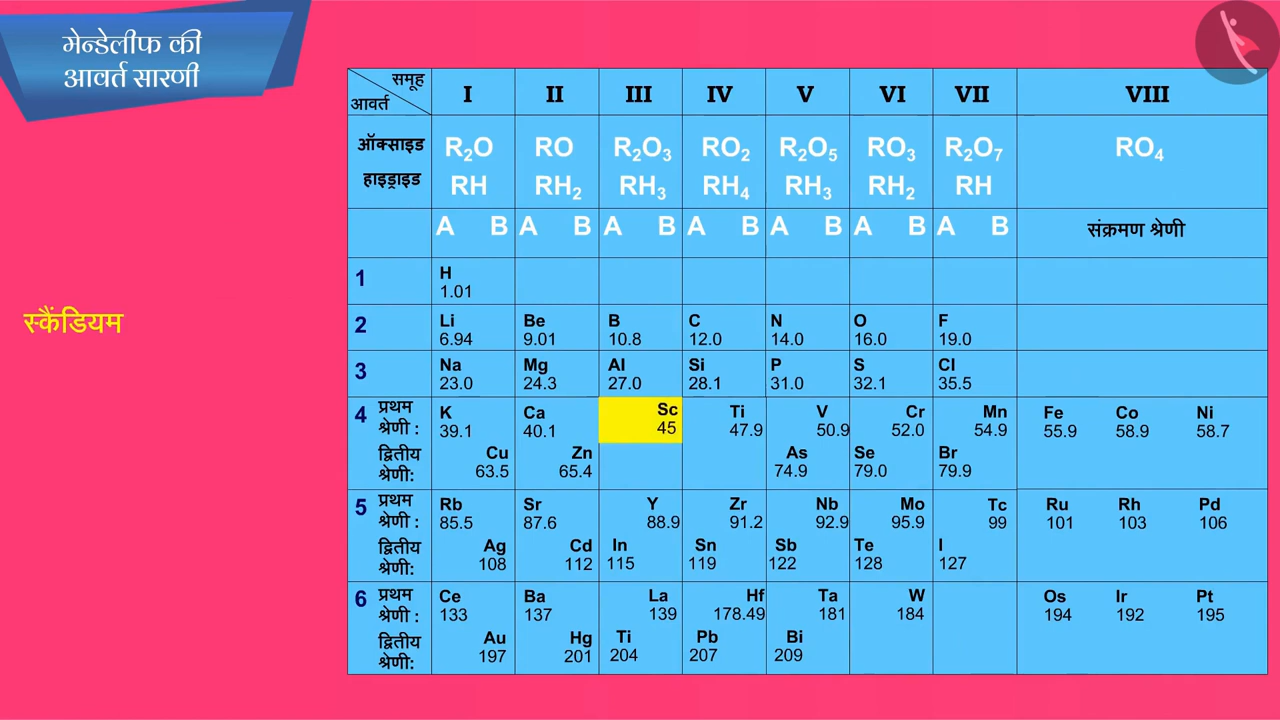 मेन्डेलीफ की
आवर्त सारणी
स्कैंडियम
समूह
आवर्त
I II III IV V VI VII VIII
ऑक्साइड R₂O RO R₂O₃ RO₂ R₂O₅ RO₃ R₂O₇ RO₄
हाइड्राइड RH RH₂ RH₃ RH₄ RH₃ RH₂ RH
A B A B A B A B A B A B A B संक्रमण श्रेणी
1 H
1.01
2 Li Be B C N O F
6.94 9.01 10.8 12.0 14.0 16.0 19.0
3 Na Mg Al Si P S Cl
23.0 24.3 27.0 28.1 31.0 32.1 35.5
4 प्रथम K Ca Sc Ti V Cr Mn Fe Co Ni
श्रेणी : 39.1 40.1 45 47.9 50.9 52.0 54.9 55.9 58.9 58.7
द्वितीय Cu Zn As Se Br
श्रेणी: 63.5 65.4 74.9 79.0 79.9
5 प्रथम Rb Sr Y Zr Nb Mo Tc Ru Rh Pd
श्रेणी : 85.5 87.6 88.9 91.2 92.9 95.9 99 101 103 106
द्वितीय Ag Cd In Sn Sb Te I
श्रेणी: 108 112 115 119 122 128 127
6 प्रथम Ce Ba La Hf Ta W Os Ir Pt
श्रेणी : 133 137 139 178.49 181 184 194 192 195
द्वितीय Au Hg Ti Pb Bi
श्रेणी: 197 201 204 207 209